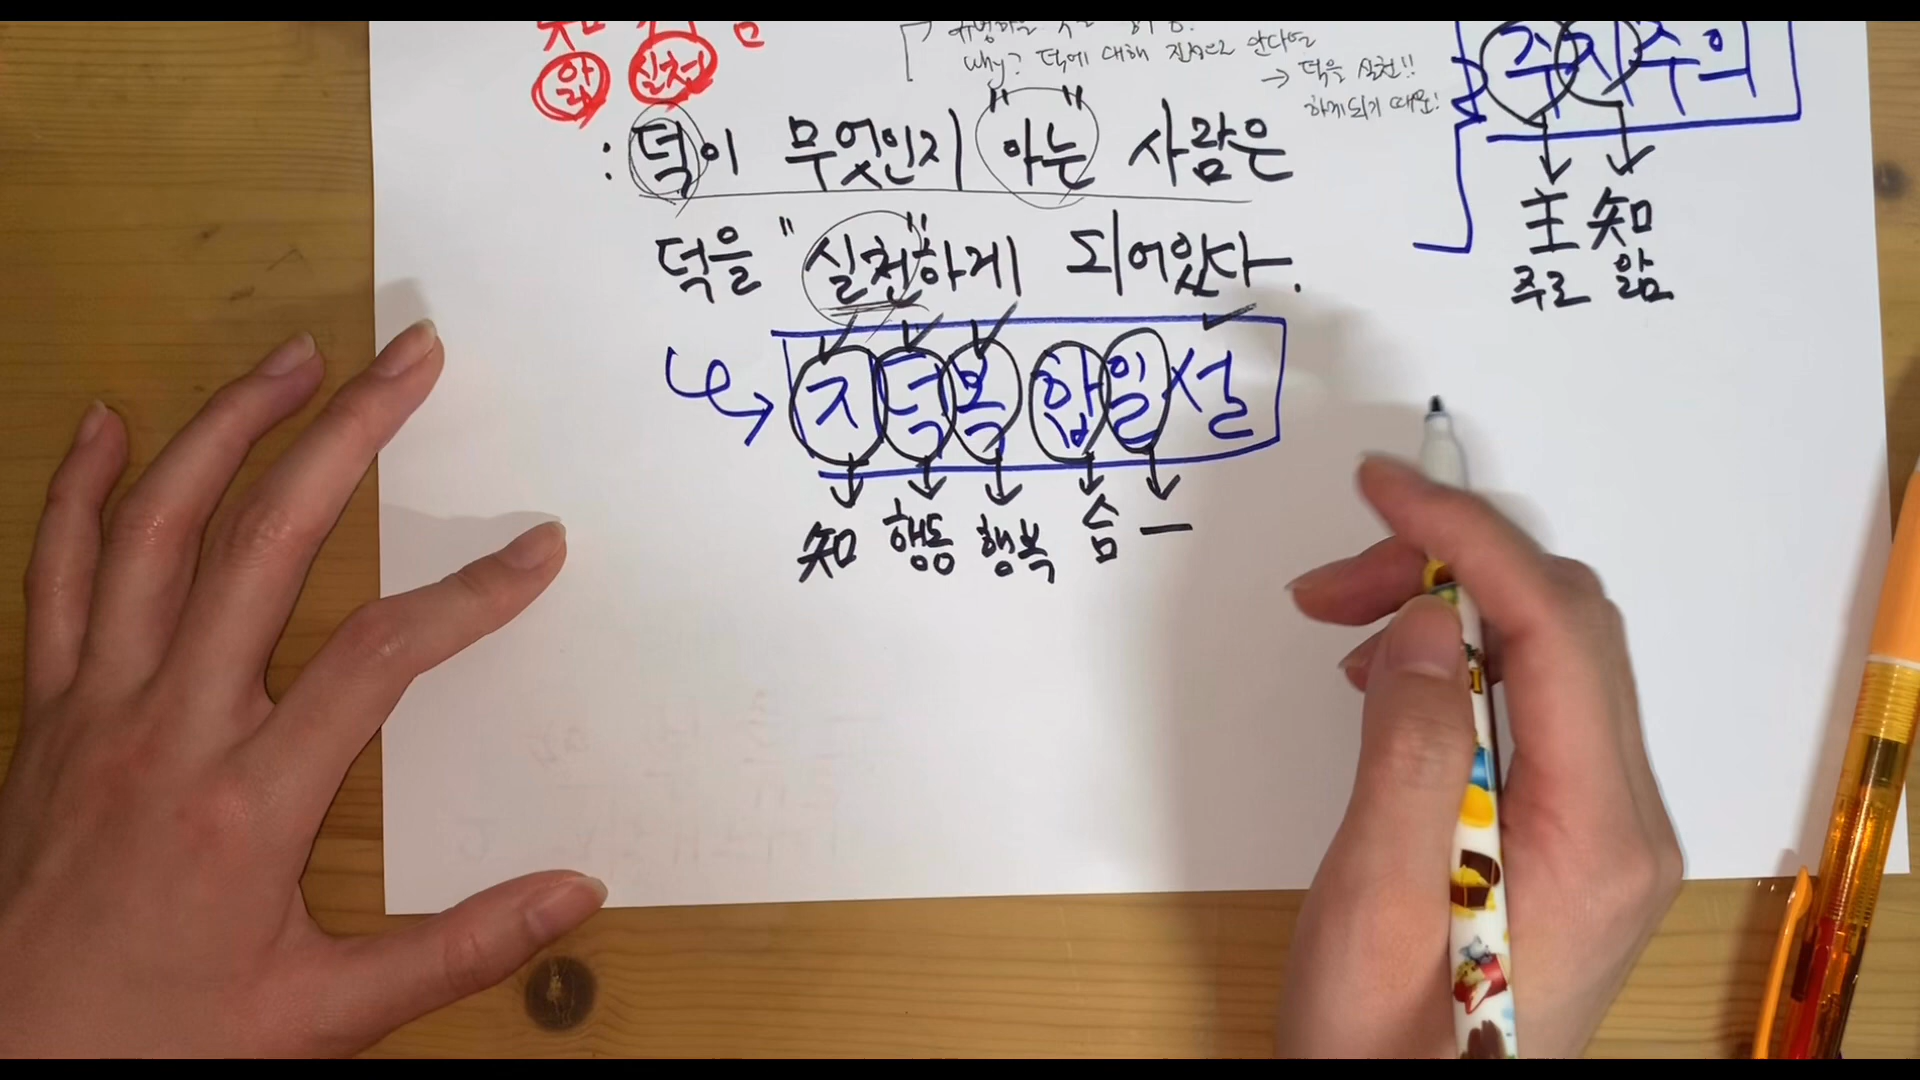 앎 실천
why? 덕에 대해 진정으로 안다면
→ 덕을 실천!!
하게되기 때문!
주지주의
: 덕이 무엇인지 "아는" 사람은
덕을 "실천"하게 되어있다.
主 知
주로 앎
지덕복 합일설
知 행동 행복 合 一